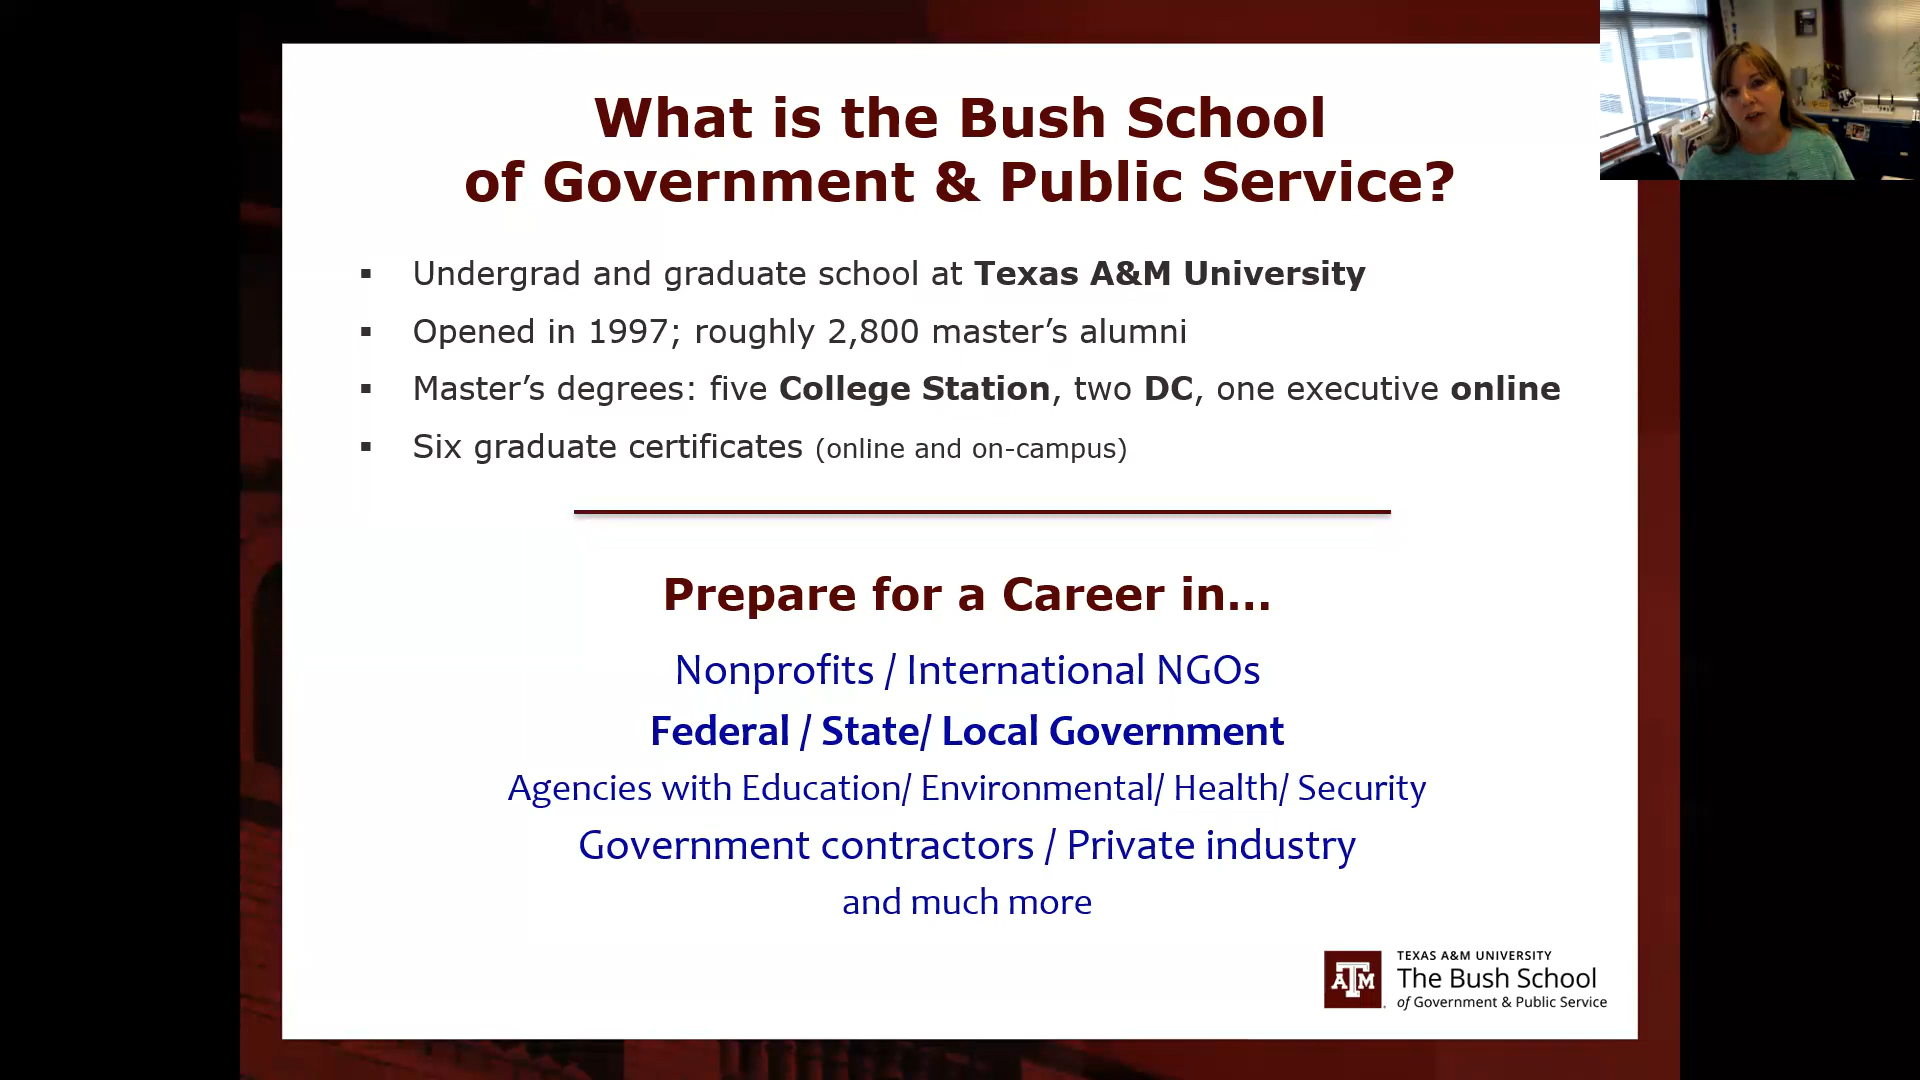 What is the Bush School
of Government & Public Service?
▪ Undergrad and graduate school at Texas A&M University
▪ Opened in 1997; roughly 2,800 master’s alumni
▪ Master’s degrees: five College Station, two DC, one executive online
▪ Six graduate certificates (online and on-campus)
Prepare for a Career in...
Nonprofits / International NGOs
Federal / State/ Local Government
Agencies with Education/ Environmental/ Health/ Security
Government contractors / Private industry
and much more
ATM
TEXAS A&M UNIVERSITY
The Bush School
of Government & Public Service